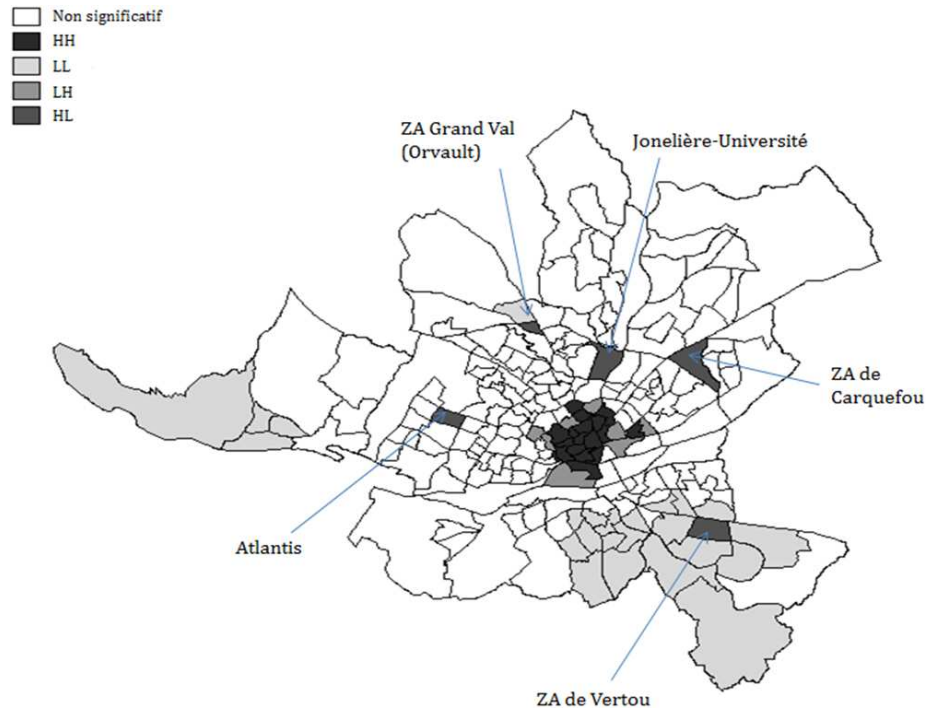 Non significatif
HH
LL
LH
HL
ZA Grand Val
(Orvault)
Jonelière-Université
ZA de
Carquefou
Atlantis
ZA de Vertou